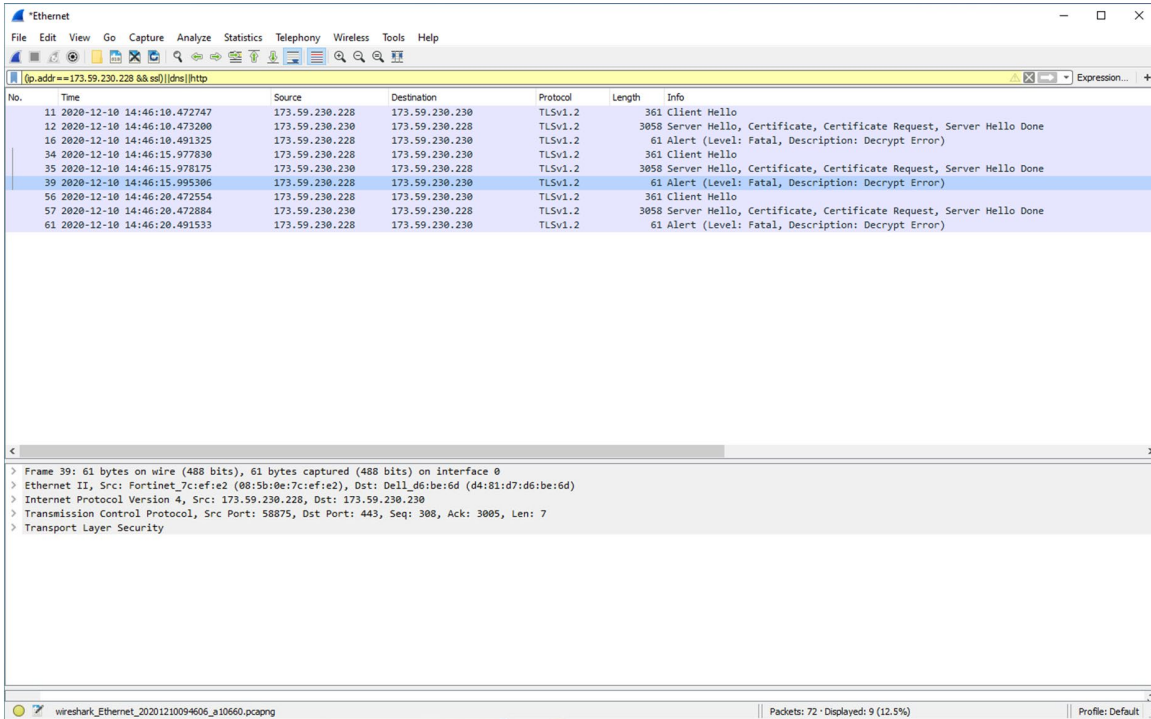 *Ethernet
File Edit View Go Capture Analyze Statistics Telephony Wireless Tools Help
(ip.addr==173.59.230.228 && ssl)||dns||http Expression... +
No. Time Source Destination Protocol Length Info
11 2020-12-10 14:46:10.472747 173.59.230.228 173.59.230.230 TLSv1.2 361 Client Hello
12 2020-12-10 14:46:10.473200 173.59.230.230 173.59.230.228 TLSv1.2 3058 Server Hello, Certificate, Certificate Request, Server Hello Done
16 2020-12-10 14:46:10.491325 173.59.230.228 173.59.230.230 TLSv1.2 61 Alert (Level: Fatal, Description: Decrypt Error)
34 2020-12-10 14:46:15.977830 173.59.230.228 173.59.230.230 TLSv1.2 361 Client Hello
35 2020-12-10 14:46:15.978175 173.59.230.230 173.59.230.228 TLSv1.2 3058 Server Hello, Certificate, Certificate Request, Server Hello Done
39 2020-12-10 14:46:15.995306 173.59.230.228 173.59.230.230 TLSv1.2 61 Alert (Level: Fatal, Description: Decrypt Error)
56 2020-12-10 14:46:20.472554 173.59.230.228 173.59.230.230 TLSv1.2 361 Client Hello
57 2020-12-10 14:46:20.472884 173.59.230.230 173.59.230.228 TLSv1.2 3058 Server Hello, Certificate, Certificate Request, Server Hello Done
61 2020-12-10 14:46:20.491533 173.59.230.228 173.59.230.230 TLSv1.2 61 Alert (Level: Fatal, Description: Decrypt Error)
> Frame 39: 61 bytes on wire (488 bits), 61 bytes captured (488 bits) on interface 0
> Ethernet II, Src: Fortinet_7c:ef:e2 (08:5b:0e:7c:ef:e2), Dst: Dell_d6:be:6d (d4:81:d7:d6:be:6d)
> Internet Protocol Version 4, Src: 173.59.230.228, Dst: 173.59.230.230
> Transmission Control Protocol, Src Port: 58875, Dst Port: 443, Seq: 308, Ack: 3005, Len: 7
> Transport Layer Security
wireshark_Ethernet_20201210094606_a10660.pcapng Packets: 72 · Displayed: 9 (12.5%) Profile: Default